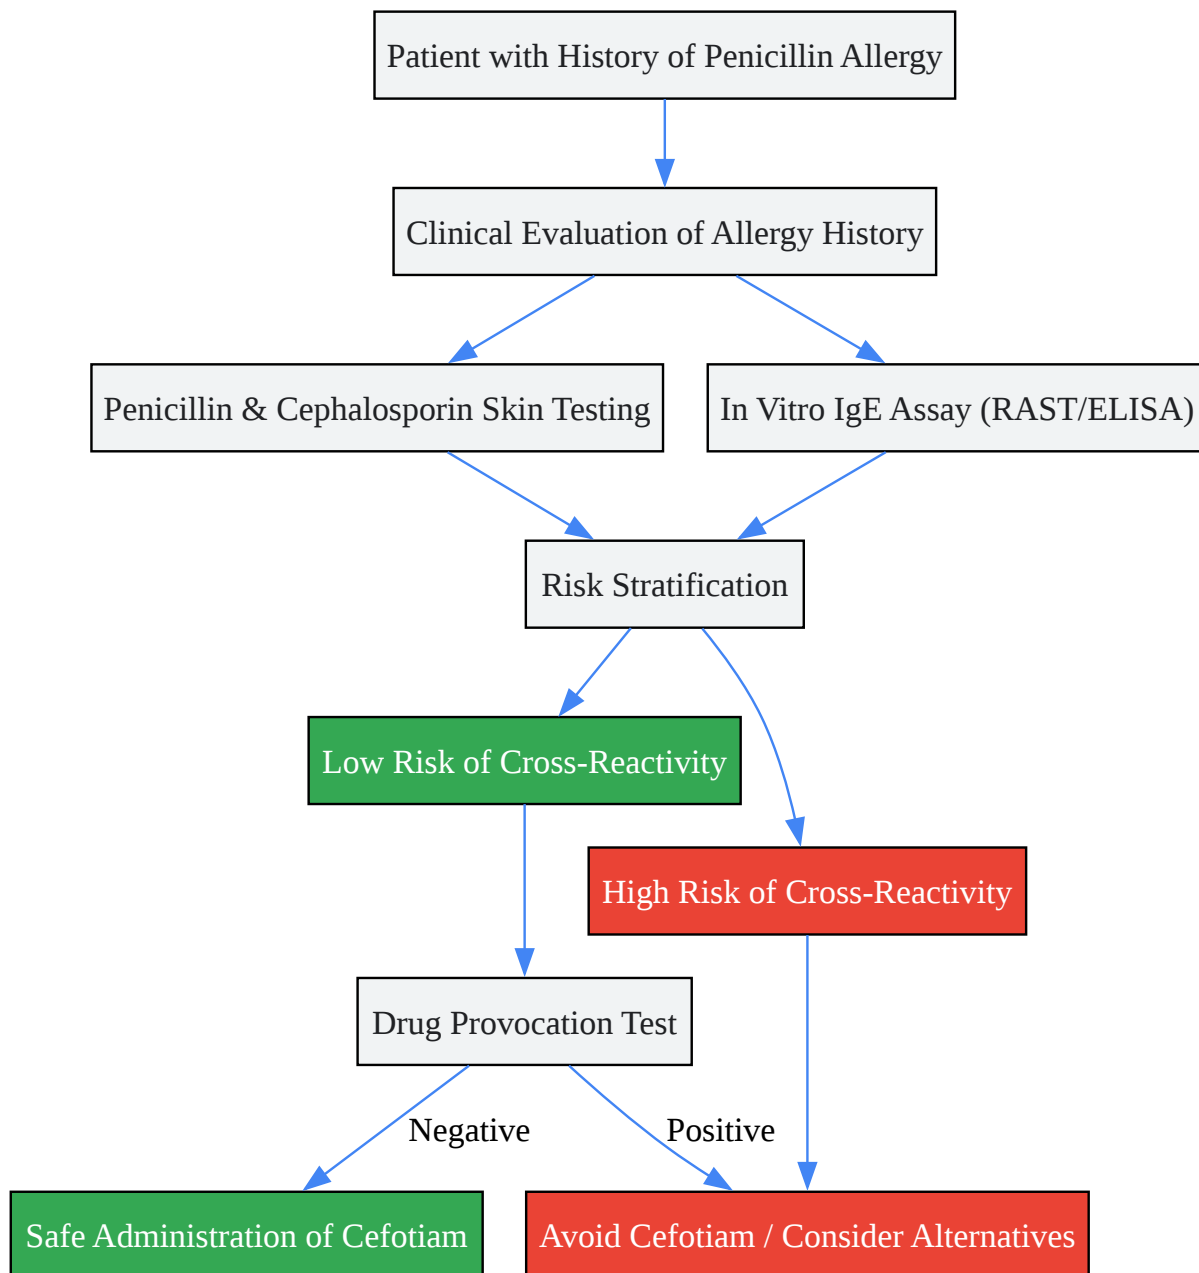 Patient with History of Penicillin Allergy
Clinical Evaluation of Allergy History
Penicillin & Cephalosporin Skin Testing
In Vitro IgE Assay (RAST/ELISA)
Risk Stratification
Low Risk of Cross-Reactivity
High Risk of Cross-Reactivity
Drug Provocation Test
Negative
Positive
Safe Administration of Cefotiam
Avoid Cefotiam / Consider Alternatives